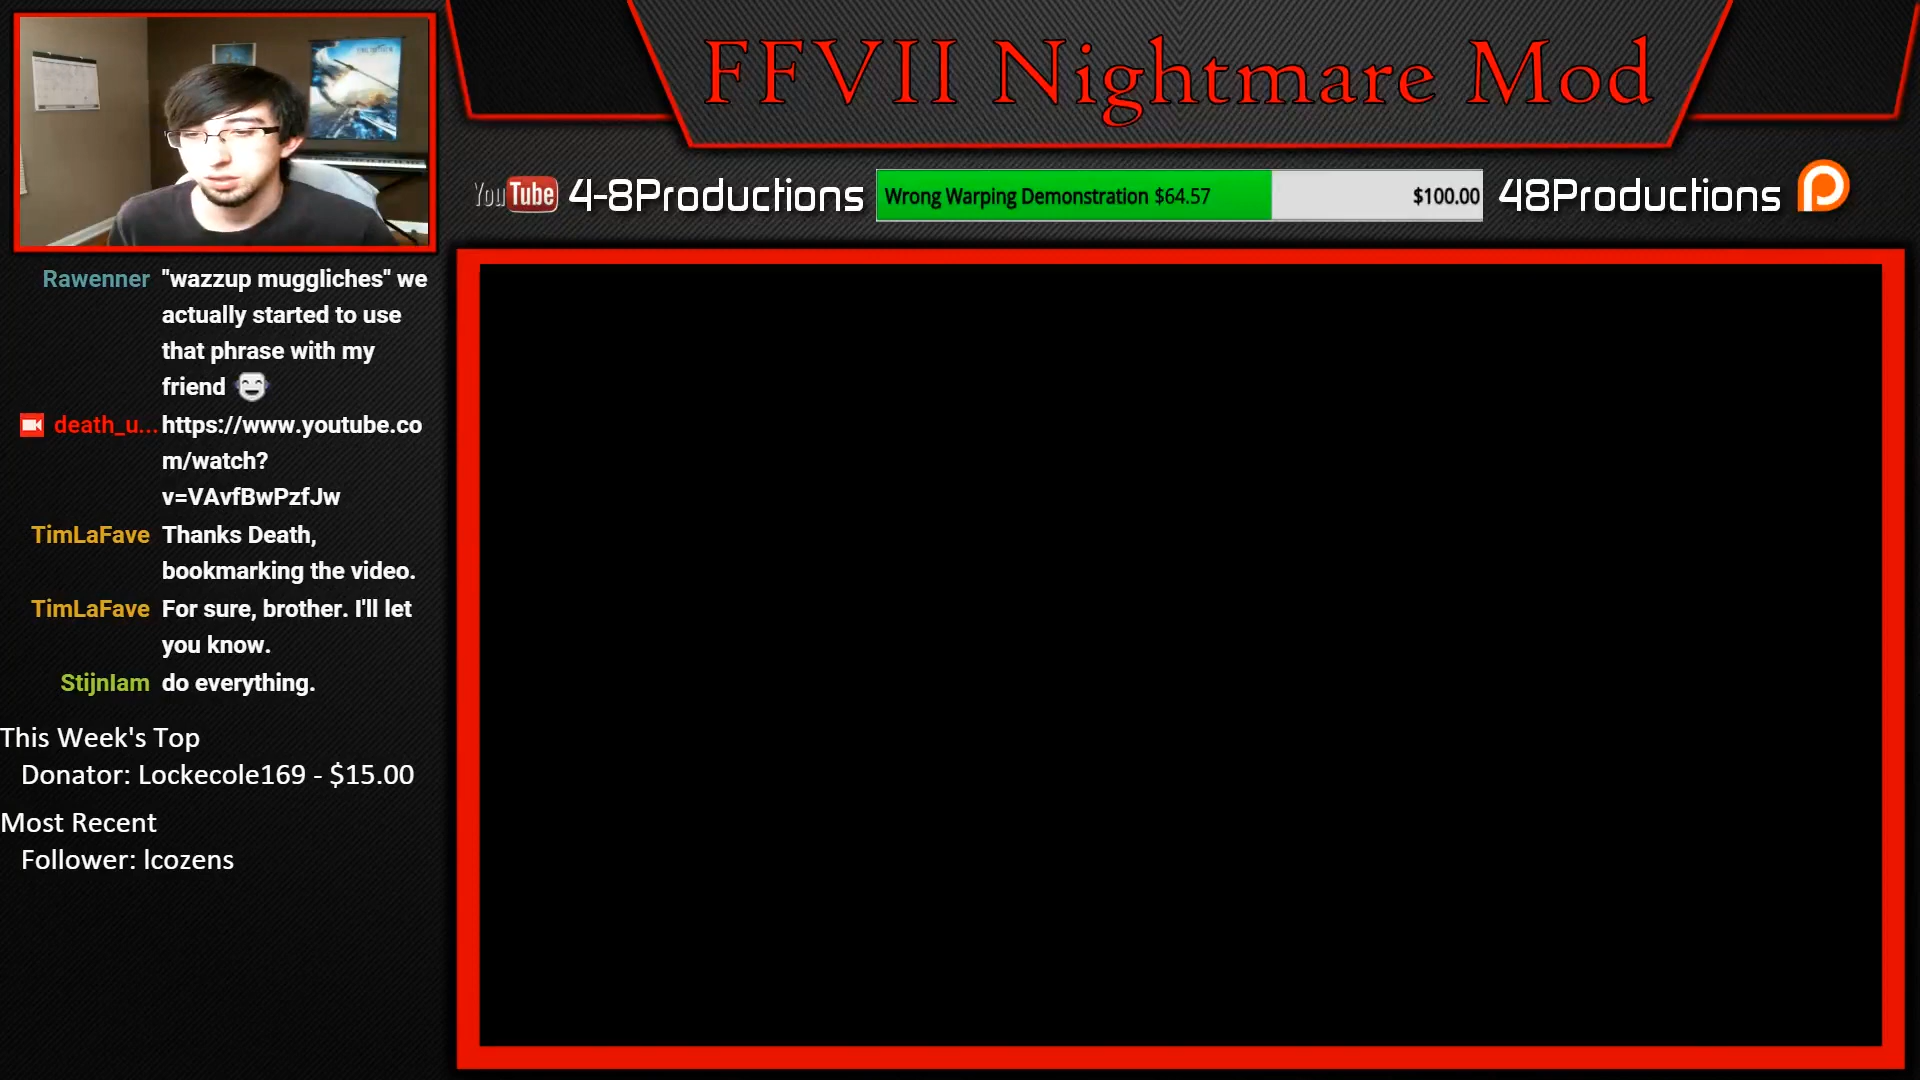 FFVII Nightmare Mod
YouTube 4-8Productions
Wrong Warping Demonstration $64.57 $100.00
48Productions
Rawenner "wazzup muggliches" we
actually started to use
that phrase with my
friend
death_u... https://www.youtube.co
m/watch?
v=VAvfBwPzfJw
TimLaFave Thanks Death,
bookmarking the video.
TimLaFave For sure, brother. I'll let
you know.
StijnIam do everything.
This Week's Top
Donator: Lockecole169 - $15.00
Most Recent
Follower: lcozens